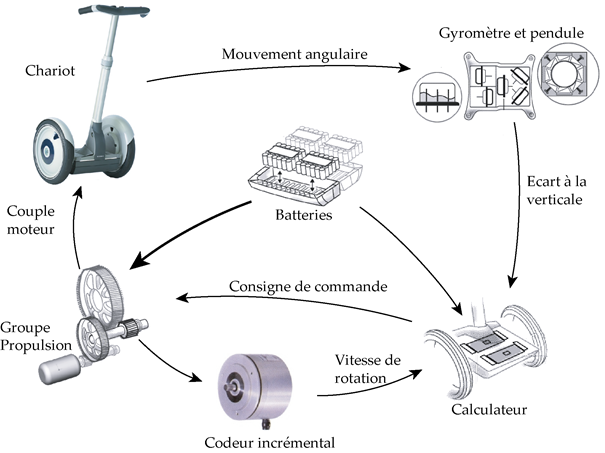 Gyromètre et pendule
Mouvement angulaire
Chariot
Ecart à la
verticale
Couple
moteur
Batteries
Consigne de commande
Groupe
Propulsion
Vitesse de
rotation
Calculateur
Codeur incrémental